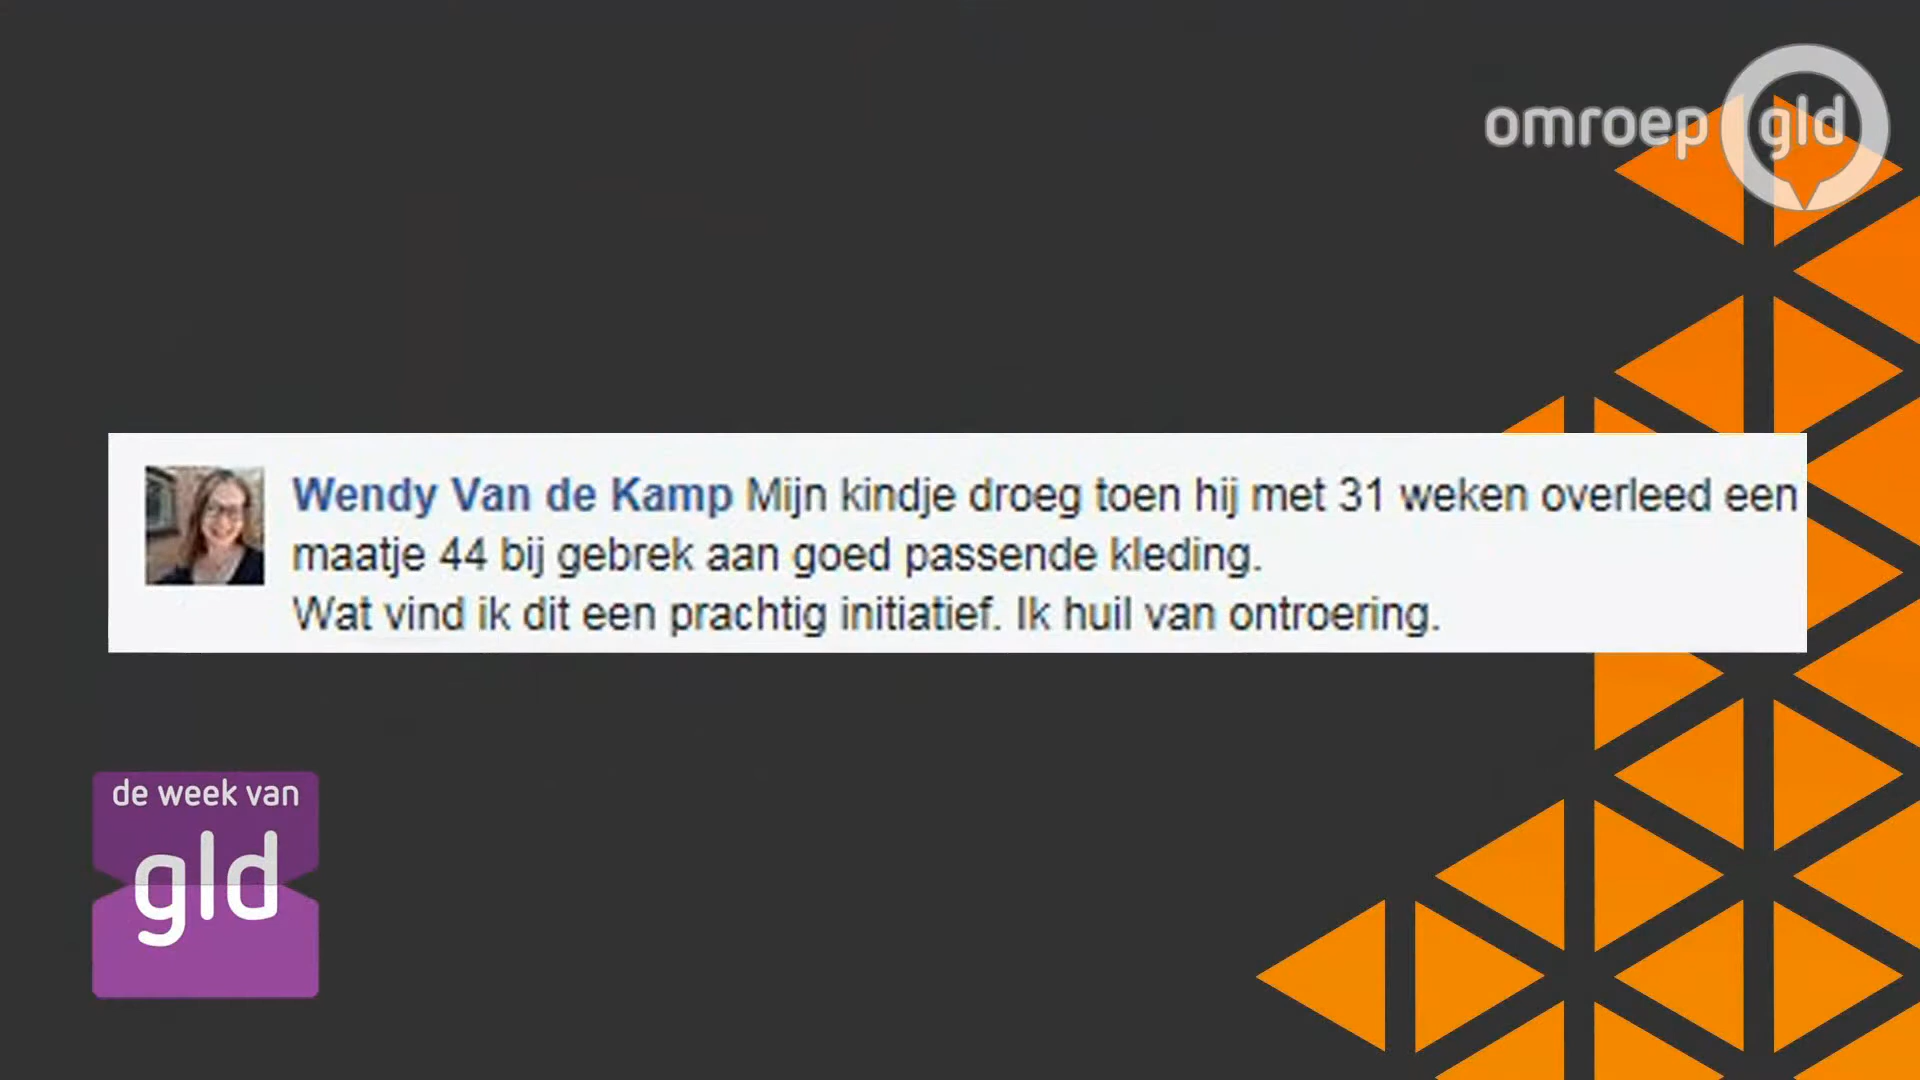 omroep gld
Wendy Van de Kamp Mijn kindje droeg toen hij met 31 weken overleed een
maatje 44 bij gebrek aan goed passende kleding.
Wat vind ik dit een prachtig initiatief. Ik huil van ontroering.
de week van
gld